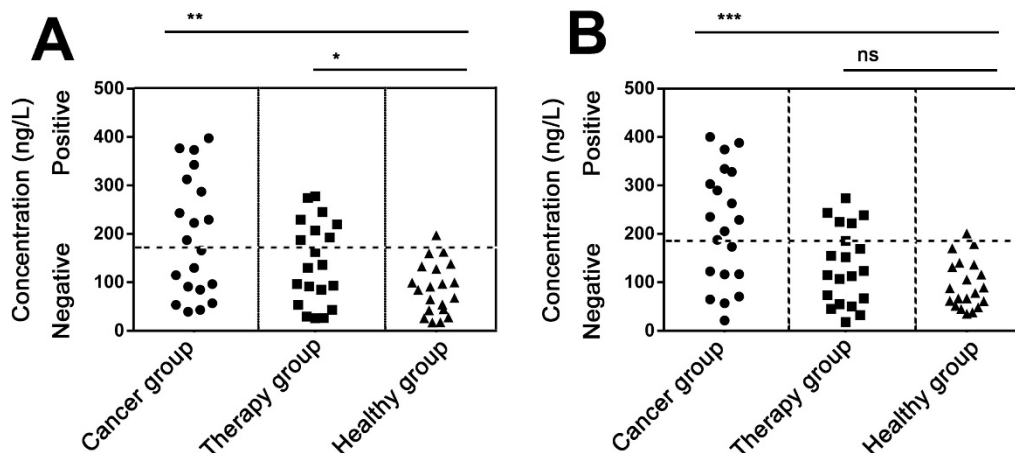 A
**
*
Concentration (ng/L)
Negative Positive
500
400
300
200
100
0
Cancer group
Therapy group
Healthy group
B
***
ns
Concentration (ng/L)
Negative Positive
500
400
300
200
100
0
Cancer group
Therapy group
Healthy group